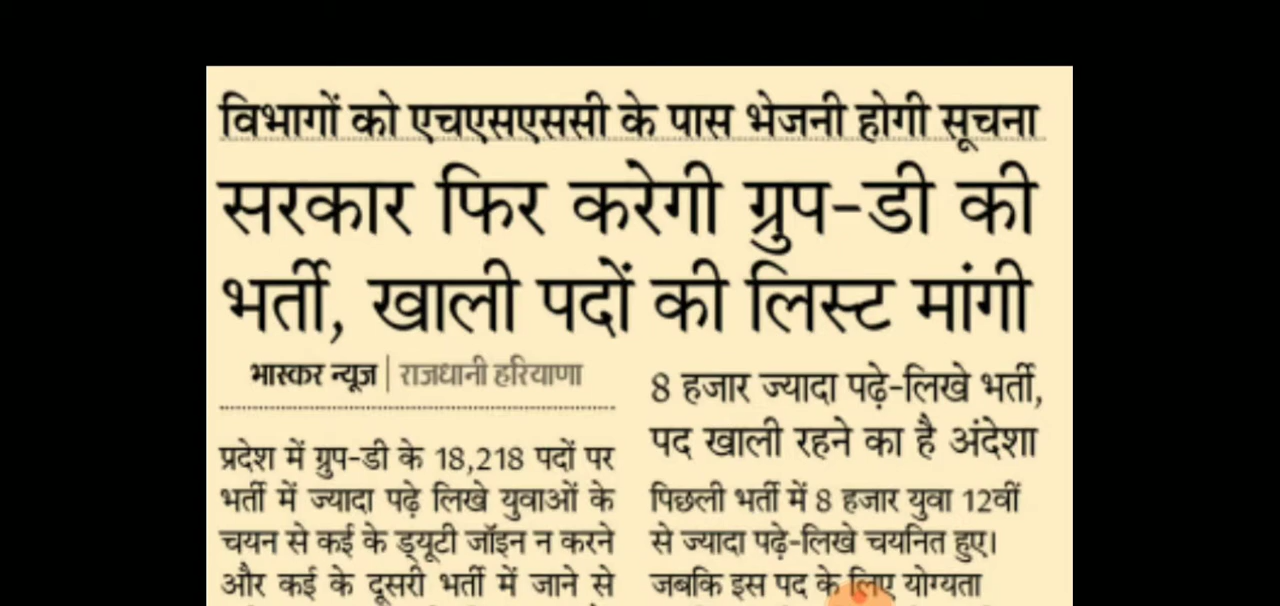 विभागों को एचएसएससी के पास भेजनी होगी सूचना
सरकार फिर करेगी ग्रुप-डी की
भर्ती, खाली पदों की लिस्ट मांगी
भास्कर न्यूज | राजधानी हरियाणा
प्रदेश में ग्रुप-डी के 18,218 पदों पर
भर्ती में ज्यादा पढ़े लिखे युवाओं के
चयन से कई के ड्यूटी जॉइन न करने
और कई के दूसरी भर्ती में जाने से
8 हजार ज्यादा पढ़े-लिखे भर्ती,
पद खाली रहने का है अंदेशा
पिछली भर्ती में 8 हजार युवा 12वीं
से ज्यादा पढ़े-लिखे चयनित हुए।
जबकि इस पद के लिए योग्यता